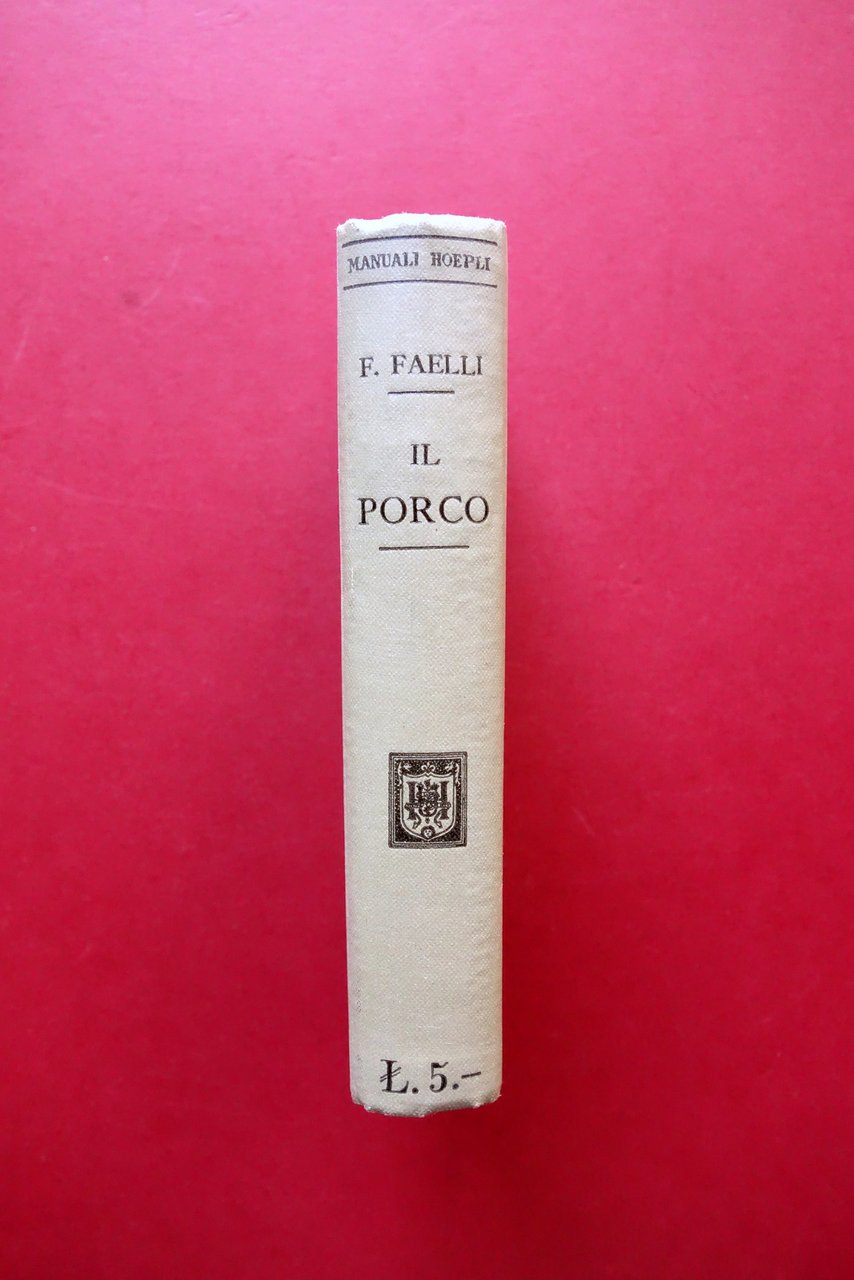 MANUALI HOEPLI
F. FAELLI
IL
PORCO
Ł. 5.—